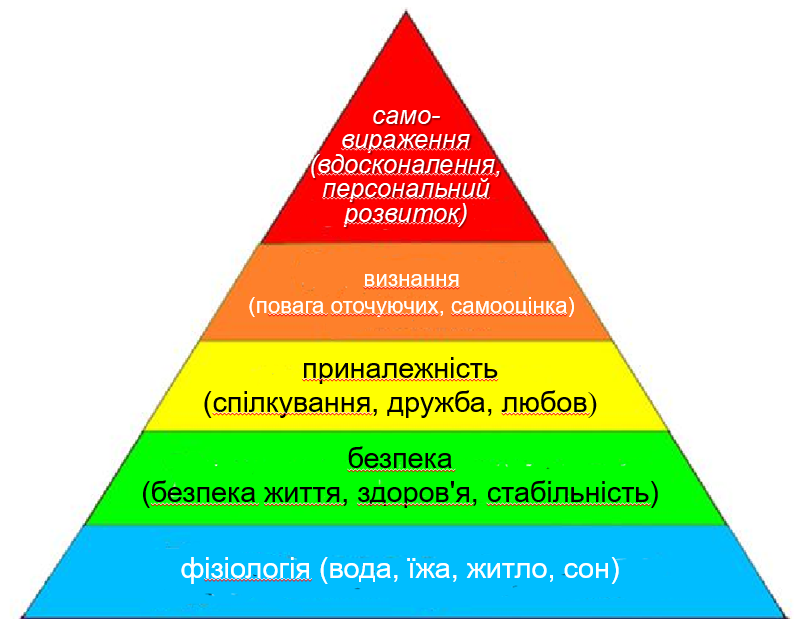 само-
вираження
(вдосконалення,
персональний
розвиток)
визнання
(повага оточуючих, самооцінка)
приналежність
(спілкування, дружба, любов)
безпека
(безпека життя, здоров'я, стабільність)
фізіологія (вода, їжа, житло, сон)